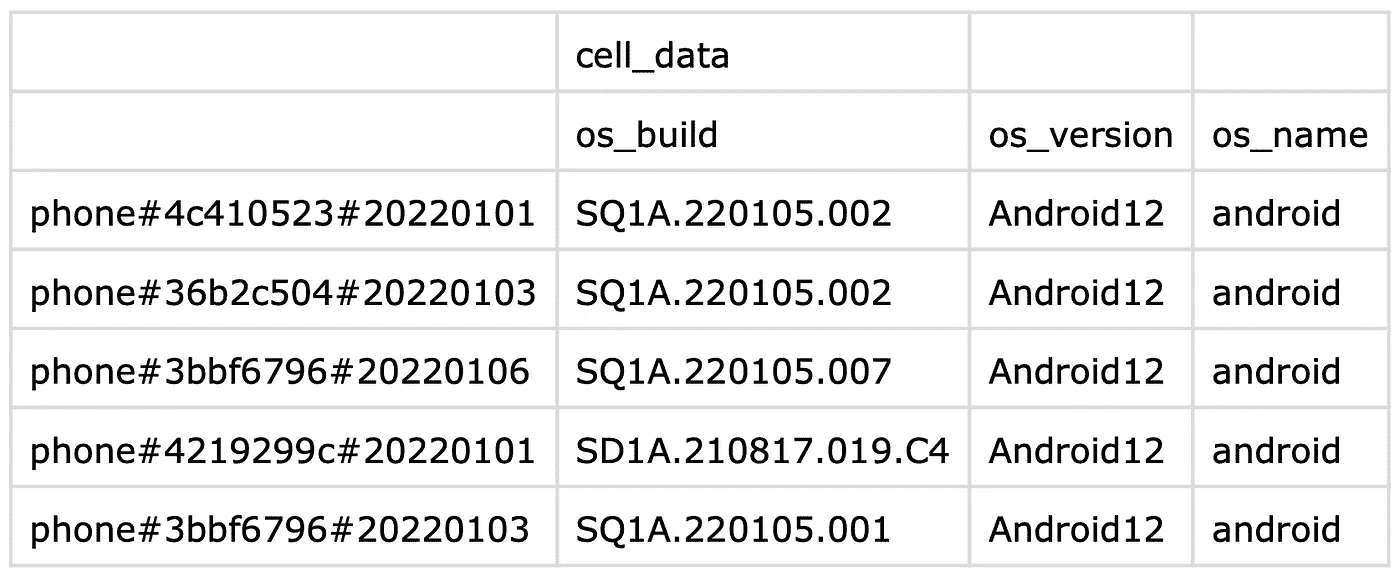 cell_data
os_build os_version os_name
phone#4c410523#20220101 SQ1A.220105.002 Android12 android
phone#36b2c504#20220103 SQ1A.220105.002 Android12 android
phone#3bbf6796#20220106 SQ1A.220105.007 Android12 android
phone#4219299c#20220101 SD1A.210817.019.C4 Android12 android
phone#3bbf6796#20220103 SQ1A.220105.001 Android12 android